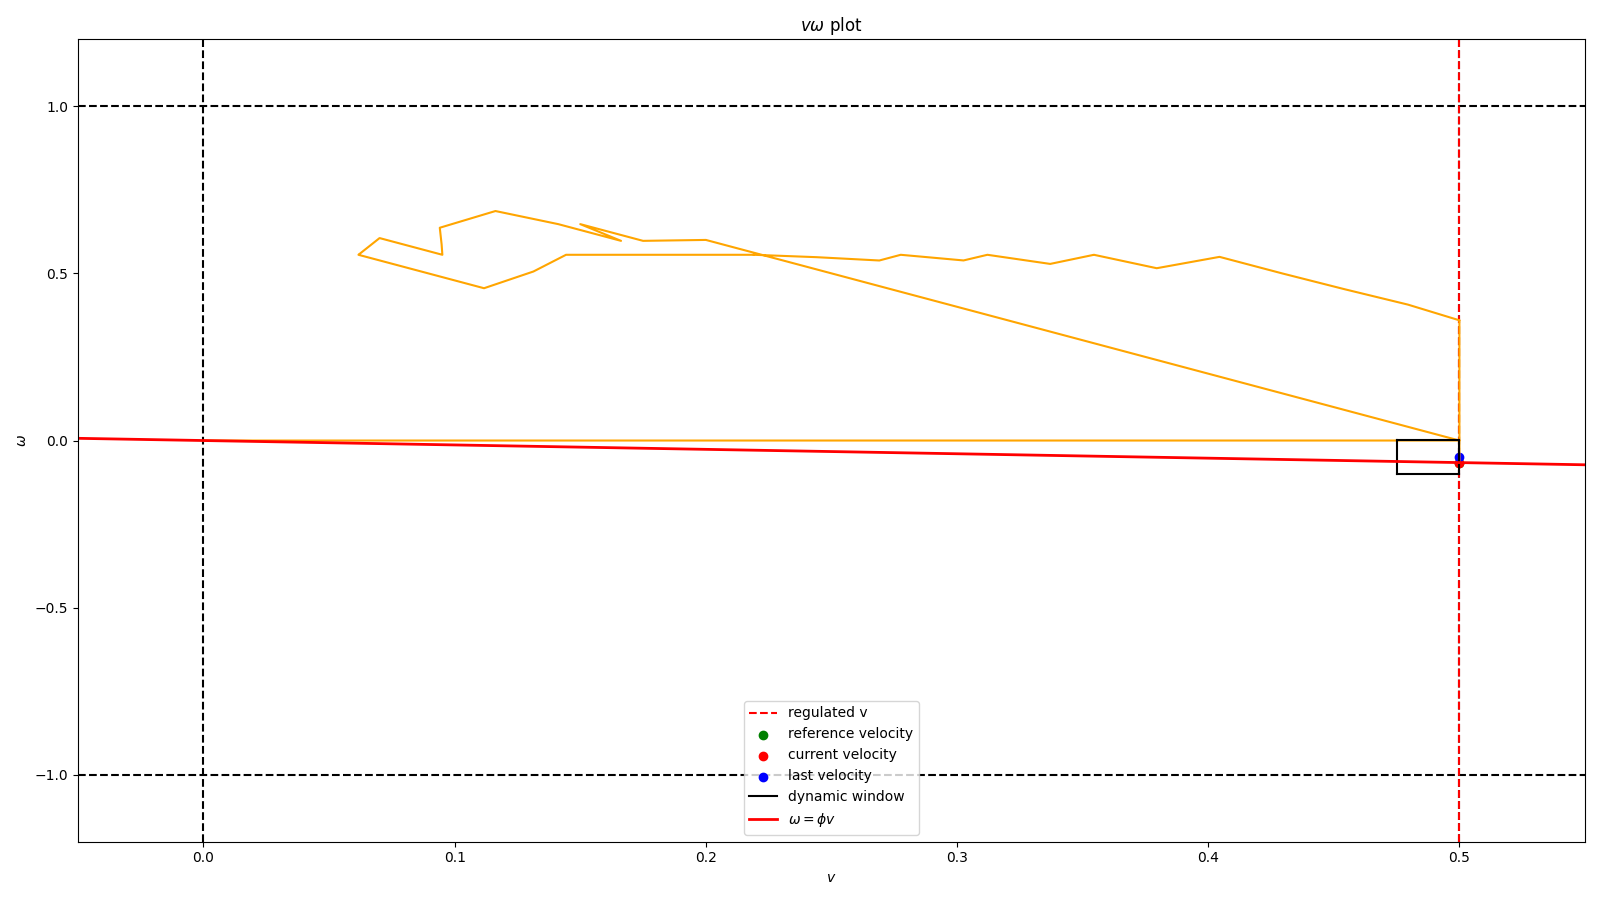 vω plot
1.0
0.5
0.0
−0.5
−1.0
ω
regulated v
reference velocity
current velocity
last velocity
dynamic window
ω = ϕv
0.0 0.1 0.2 0.3 0.4 0.5
v